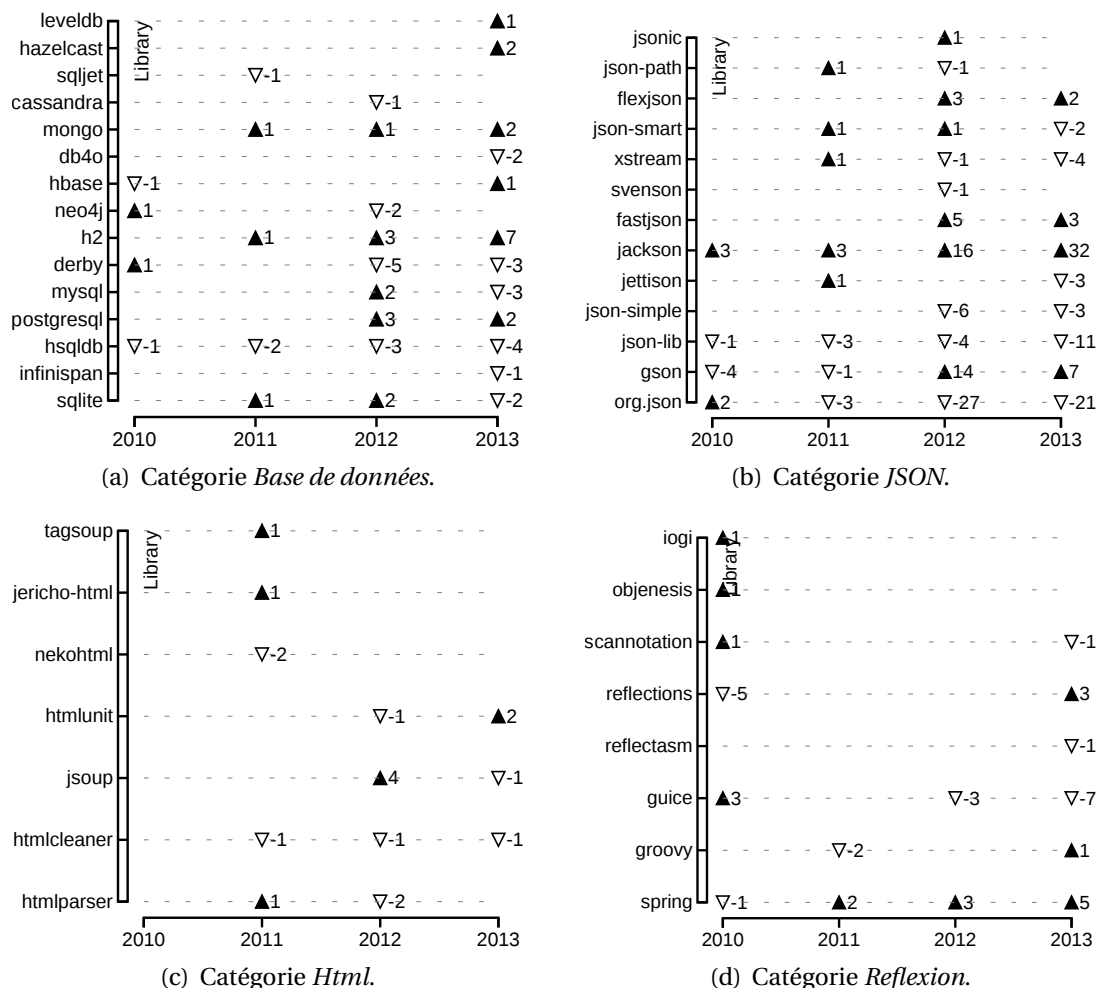 Library
leveldb 1
hazelcast 2
sqljet -1
cassandra -1
mongo 1 1 2
db4o -2
hbase -1 1
neo4j 1 -2
h2 1 3 7
derby 1 -5 -3
mysql 2 -3
postgresql 3 2
hsqldb -1 -2 -3 -4
infinispan -1
sqlite 1 2 -2
2010 2011 2012 2013
(a) Catégorie Base de données.
Library
jsonic 1
json-path 1 -1
flexjson 3 2
json-smart 1 1 -2
xstream 1 -1 -4
svenson -1
fastjson 5 3
jackson 3 3 16 32
jettison 1 -3
json-simple -6 -3
json-lib -1 -3 -4 -11
gson -4 -1 14 7
org.json 2 -3 -27 -21
2010 2011 2012 2013
(b) Catégorie JSON.
Library
tagsoup 1
jericho-html 1
nekohtml -2
htmlunit -1 2
jsoup 4 -1
htmlcleaner -1 -1 -1
htmlparser 1 -2
2010 2011 2012 2013
(c) Catégorie Html.
Library
iogi 1
objenesis 1
scannotation 1 -1
reflections -5 3
reflectasm -1
guice 3 -3 -7
groovy -2 1
spring -1 2 3 5
2010 2011 2012 2013
(d) Catégorie Reflexion.